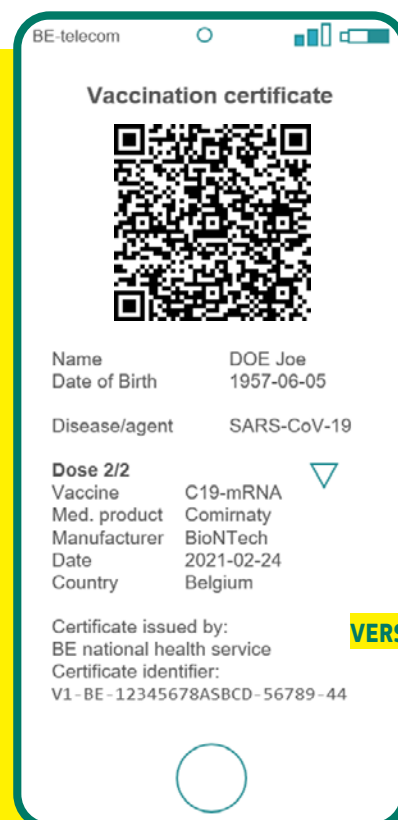 BE-telecom
Vaccination certificate
Name DOE Joe
Date of Birth 1957-06-05
Disease/agent SARS-CoV-19
Dose 2/2
Vaccine C19-mRNA
Med. product Comirnaty
Manufacturer BioNTech
Date 2021-02-24
Country Belgium
Certificate issued by:
BE national health service
Certificate identifier:
V1-BE-12345678ASBCD-56789-44
VERS